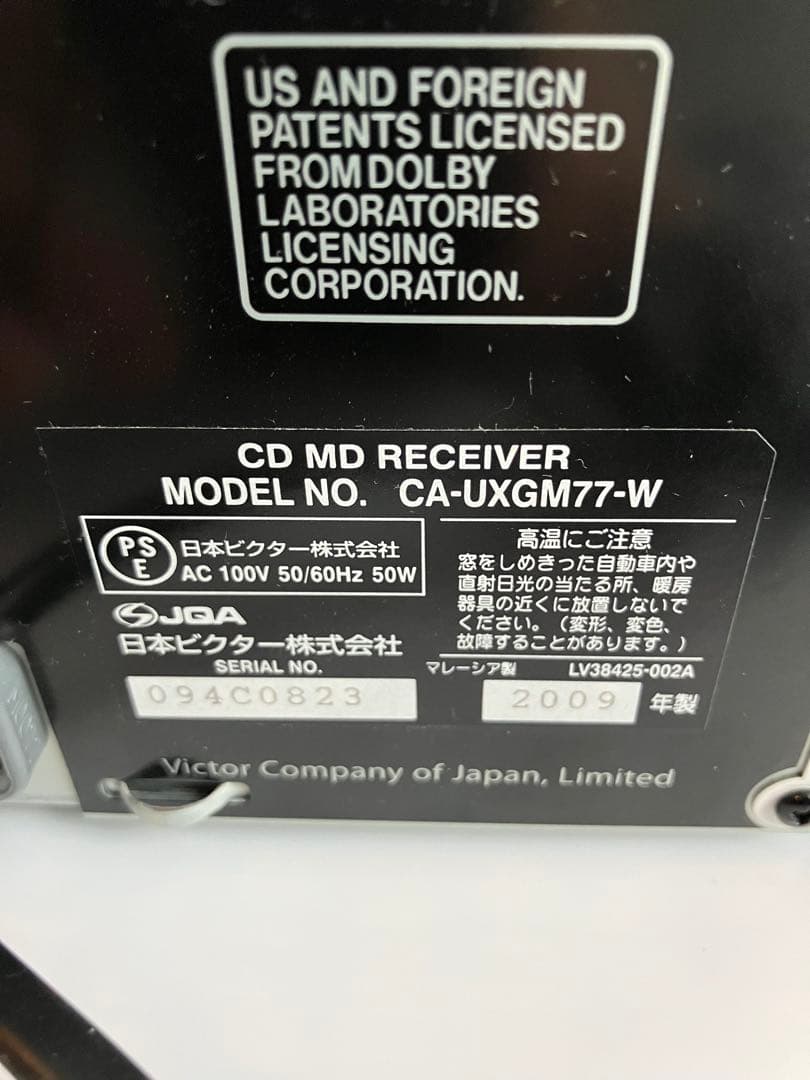 US AND FOREIGN
PATENTS LICENSED
FROM DOLBY
LABORATORIES
LICENSING
CORPORATION.
CD MD RECEIVER
MODEL NO. CA-UXGM77-W
PSE
日本ビクター株式会社
AC 100V 50/60Hz 50W
JQA
日本ビクター株式会社
SERIAL NO.
094C0823
高温にご注意
窓をしめきった自動車内や
直射日光の当たる所、暖房
器具の近くに放置しないで
ください。(変形、変色、
故障することがあります。)
マレーシア製 LV38425-002A
2009 年製
Victor Company of Japan, Limited